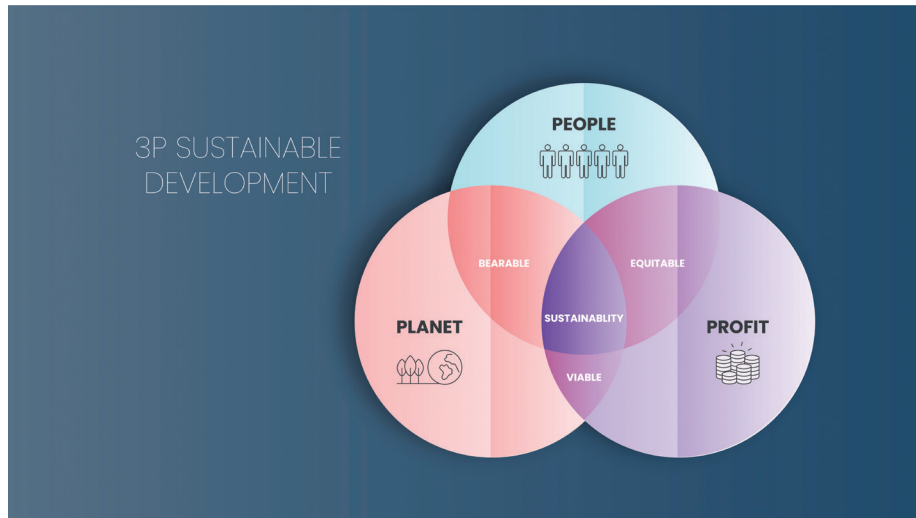 3P SUSTAINABLE
DEVELOPMENT
PEOPLE
BEARABLE
EQUITABLE
SUSTAINABLITY
PLANET
PROFIT
VIABLE